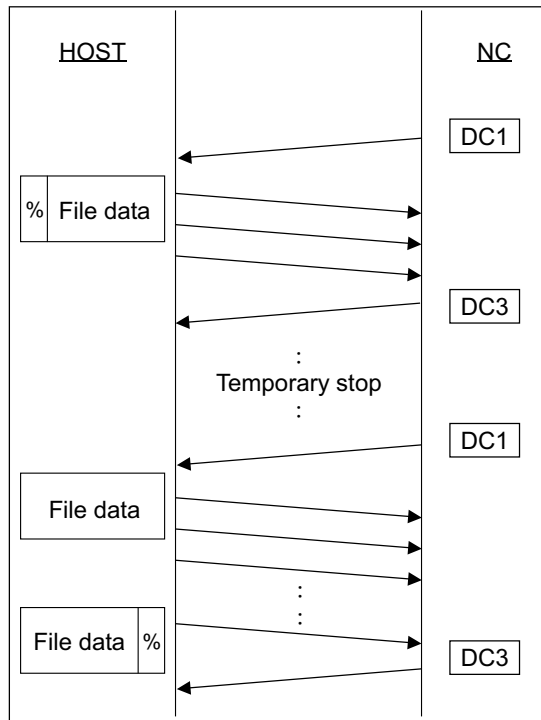 HOST
NC
DC1
% File data
DC3
:
Temporary stop
:
DC1
File data
:
File data %
DC3